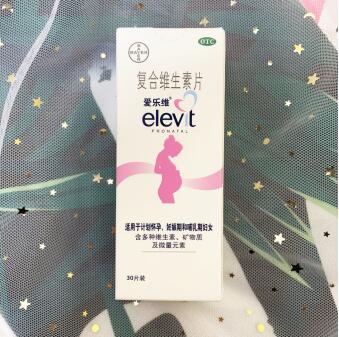 BAYER
OTC
复合维生素片
爱乐维®
elevit
PRONATAL
适用于计划怀孕、妊娠期和哺乳期妇女
含多种维生素、矿物质
及微量元素
30片装